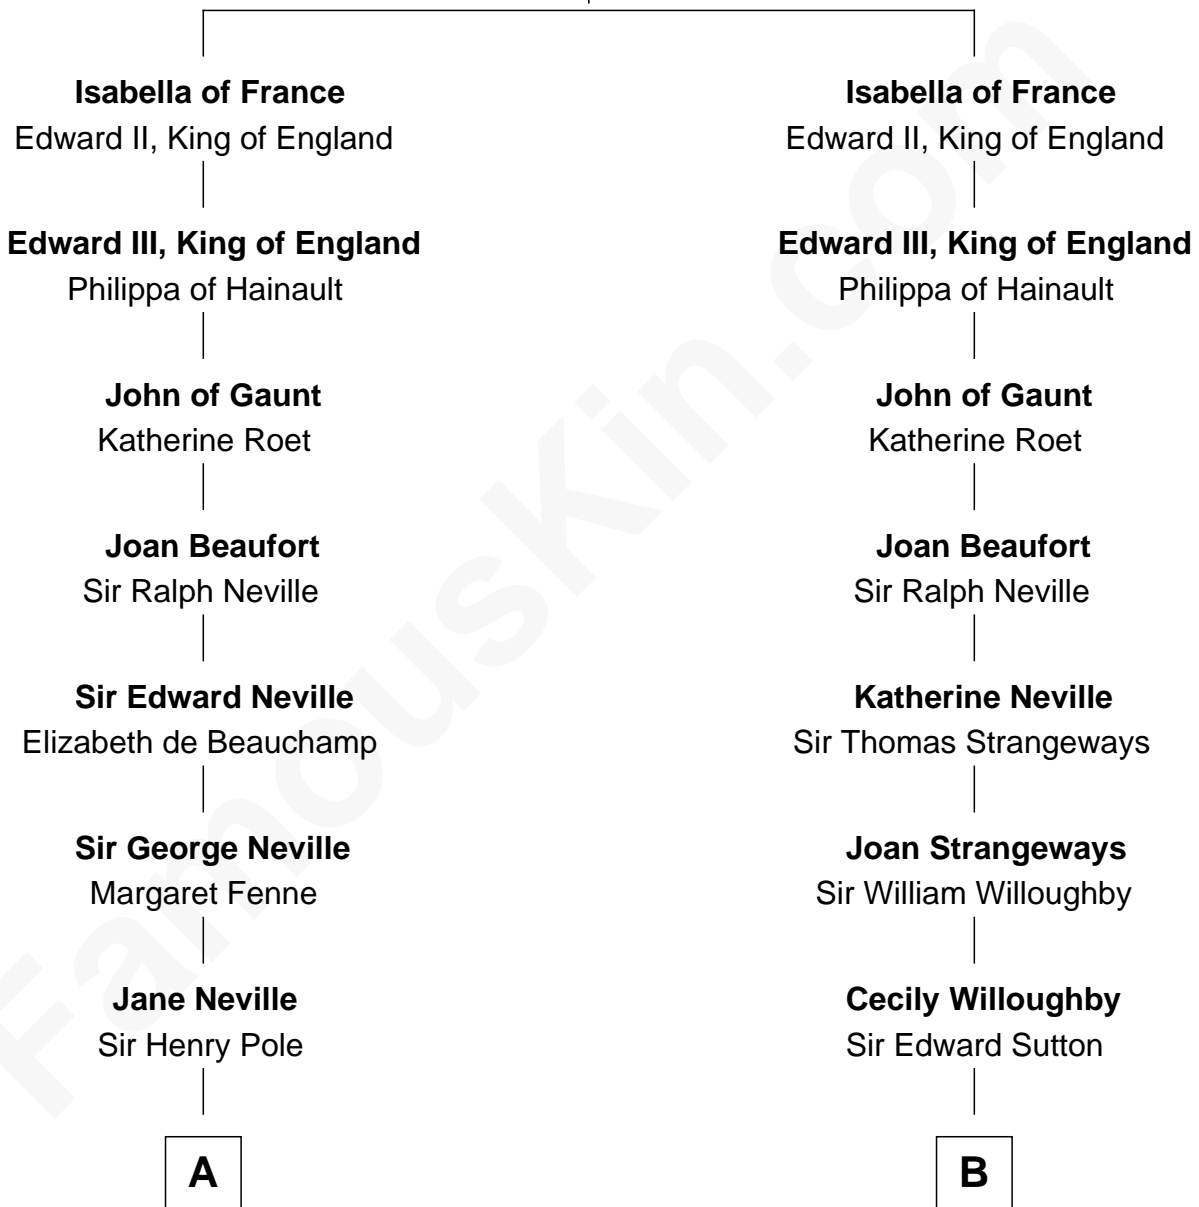 Isabella of France
Edward II, King of England
Edward III, King of England
Philippa of Hainault
John of Gaunt
Katherine Roet
Joan Beaufort
Sir Ralph Neville
Sir Edward Neville
Elizabeth de Beauchamp
Sir George Neville
Margaret Fenne
Jane Neville
Sir Henry Pole
A
Isabella of France
Edward II, King of England
Edward III, King of England
Philippa of Hainault
John of Gaunt
Katherine Roet
Joan Beaufort
Sir Ralph Neville
Katherine Neville
Sir Thomas Strangeways
Joan Strangeways
Sir William Willoughby
Cecily Willoughby
Sir Edward Sutton
B
FamousKin.com